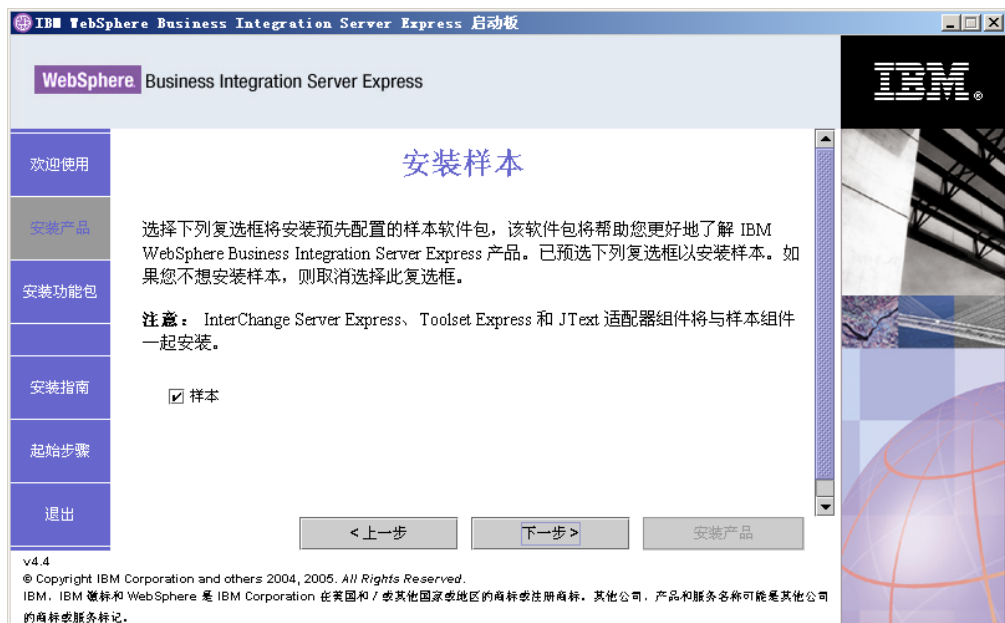 IBM WebSphere Business Integration Server Express 启动板
WebSphere. Business Integration Server Express
IBM®
欢迎使用
安装产品
安装功能包
安装指南
起始步骤
退出
安装样本
选择下列复选框将安装预先配置的样本软件包，该软件包将帮助您更好地了解 IBM
WebSphere Business Integration Server Express 产品。已预选下列复选框以安装样本。如
果您不想安装样本，则取消选择此复选框。
注意： InterChange Server Express、Toolset Express 和 JText 适配器组件将与样本组件
一起安装。
样本
<上一步
下一步>
安装产品
v4.4
© Copyright IBM Corporation and others 2004, 2005. All Rights Reserved.
IBM，IBM 徽标和 WebSphere 是 IBM Corporation 在美国和 / 或其他国家或地区的商标或注册商标。其他公司，产品和服务名称可能是其他公司
的商标或服务标记。